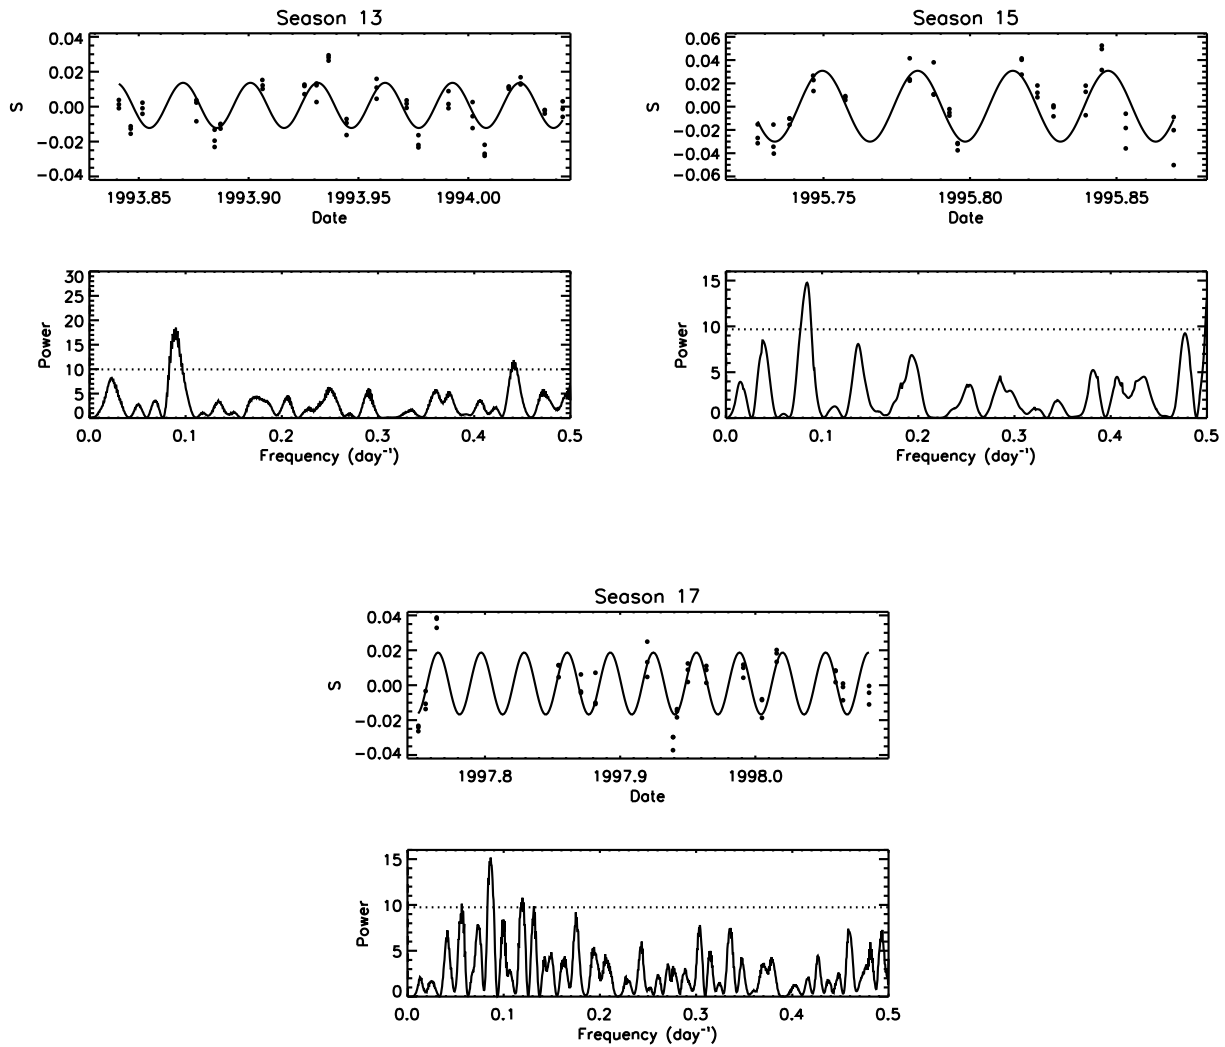 Season 13
0.04
0.02
0.00
−0.02
−0.04
S
1993.85 1993.90 1993.95 1994.00
Date
30
25
20
15
10
5
0
Power
0.0 0.1 0.2 0.3 0.4 0.5
Frequency (day⁻¹)
Season 15
0.06
0.04
0.02
0.00
−0.02
−0.04
−0.06
S
1995.75 1995.80 1995.85
Date
15
10
5
0
Power
0.0 0.1 0.2 0.3 0.4 0.5
Frequency (day⁻¹)
Season 17
0.04
0.02
0.00
−0.02
−0.04
S
1997.8 1997.9 1998.0
Date
15
10
5
0
Power
0.0 0.1 0.2 0.3 0.4 0.5
Frequency (day⁻¹)